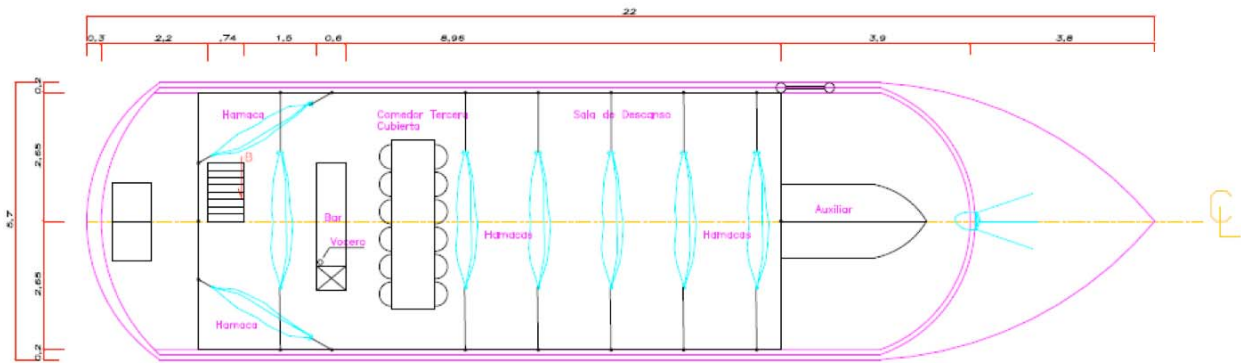 22
0,3 2,2 ,74 1,5 0,6 8,95 3,9 3,8
0,2
2,65
5,7
2,65
0,2
Hamaca
Comedor Tercera
Cubierta
Sala de Descanso
B
Bar
Auxiliar
Vocero
Hamacas
Hamacas
Hamaca
CL